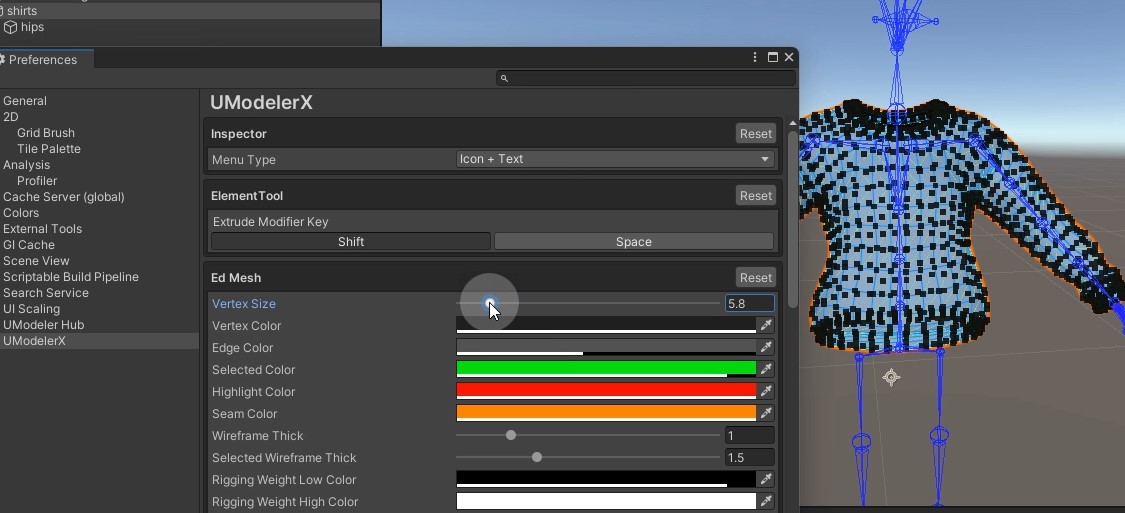 shirts
hips
Preferences
General
2D
Grid Brush
Tile Palette
Analysis
Profiler
Cache Server (global)
Colors
External Tools
GI Cache
Scene View
Scriptable Build Pipeline
Search Service
UI Scaling
UModeler Hub
UModelerX
UModelerX
Inspector Reset
Menu Type Icon + Text
ElementTool Reset
Extrude Modifier Key
Shift Space
Ed Mesh Reset
Vertex Size 5.8
Vertex Color
Edge Color
Selected Color
Highlight Color
Seam Color
Wireframe Thick 1
Selected Wireframe Thick 1.5
Rigging Weight Low Color
Rigging Weight High Color